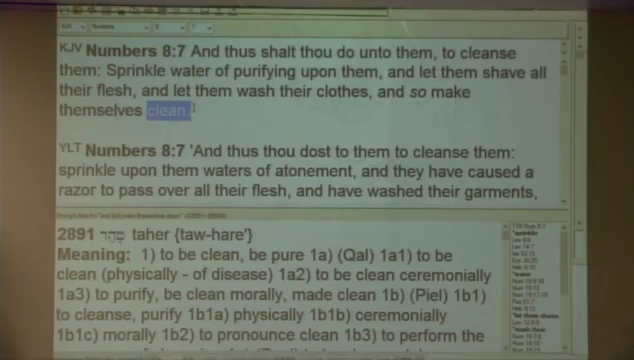 KJV Numbers 8:7 And thus shalt thou do unto them, to cleanse
them: Sprinkle water of purifying upon them, and let them shave all
their flesh, and let them wash their clothes, and so make
themselves clean.
YLT Numbers 8:7 'And thus thou dost to them to cleanse them:
sprinkle upon them waters of atonement, and they have caused a
razor to pass over all their flesh, and have washed their garments,
2891 טָהֵר taher {taw-hare'}
Meaning: 1) to be clean, be pure 1a) (Qal) 1a1) to be
clean (physically - of disease) 1a2) to be clean ceremonially
1a3) to purify, be clean morally, made clean 1b) (Piel) 1b1)
to cleanse, purify 1b1a) physically 1b1b) ceremonially
1b1c) morally 1b2) to pronounce clean 1b3) to perform the